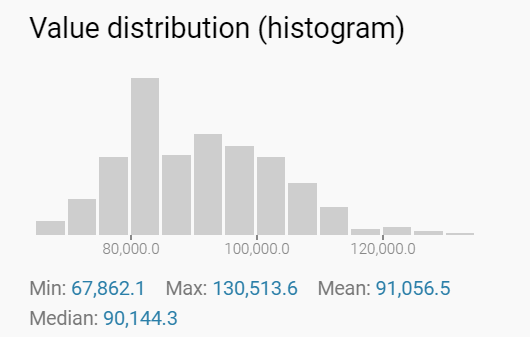 Value distribution (histogram)
80,000.0 100,000.0 120,000.0
Min: 67,862.1 Max: 130,513.6 Mean: 91,056.5
Median: 90,144.3